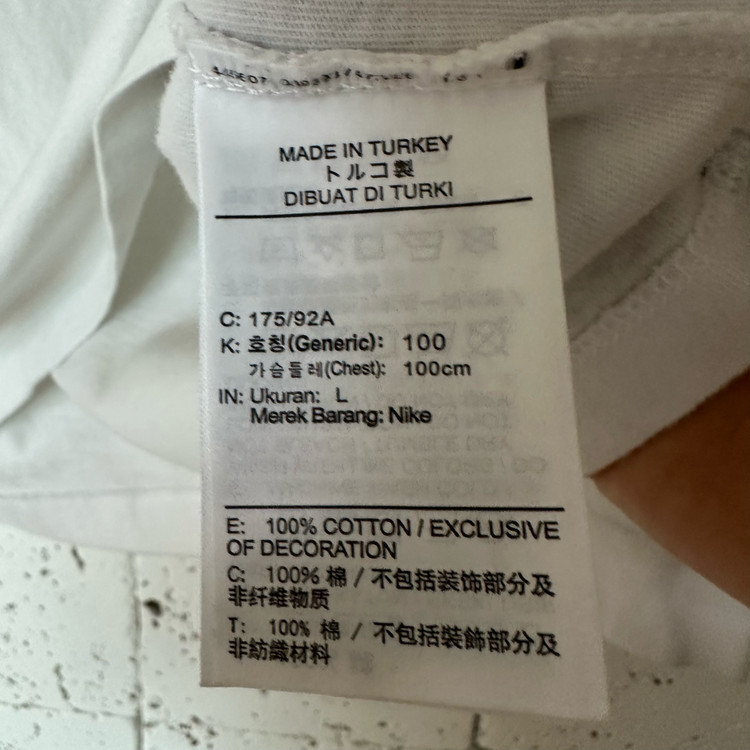 MADE IN TURKEY
トルコ製
DIBUAT DI TURKI
C: 175/92A
K: 호칭(Generic): 100
가슴둘레(Chest): 100cm
IN: Ukuran: L
Merek Barang: Nike
E: 100% COTTON / EXCLUSIVE
OF DECORATION
C: 100% 棉 / 不包括装饰部分及
非纤维物质
T: 100% 棉 / 不包括裝飾部分及
非紡織材料